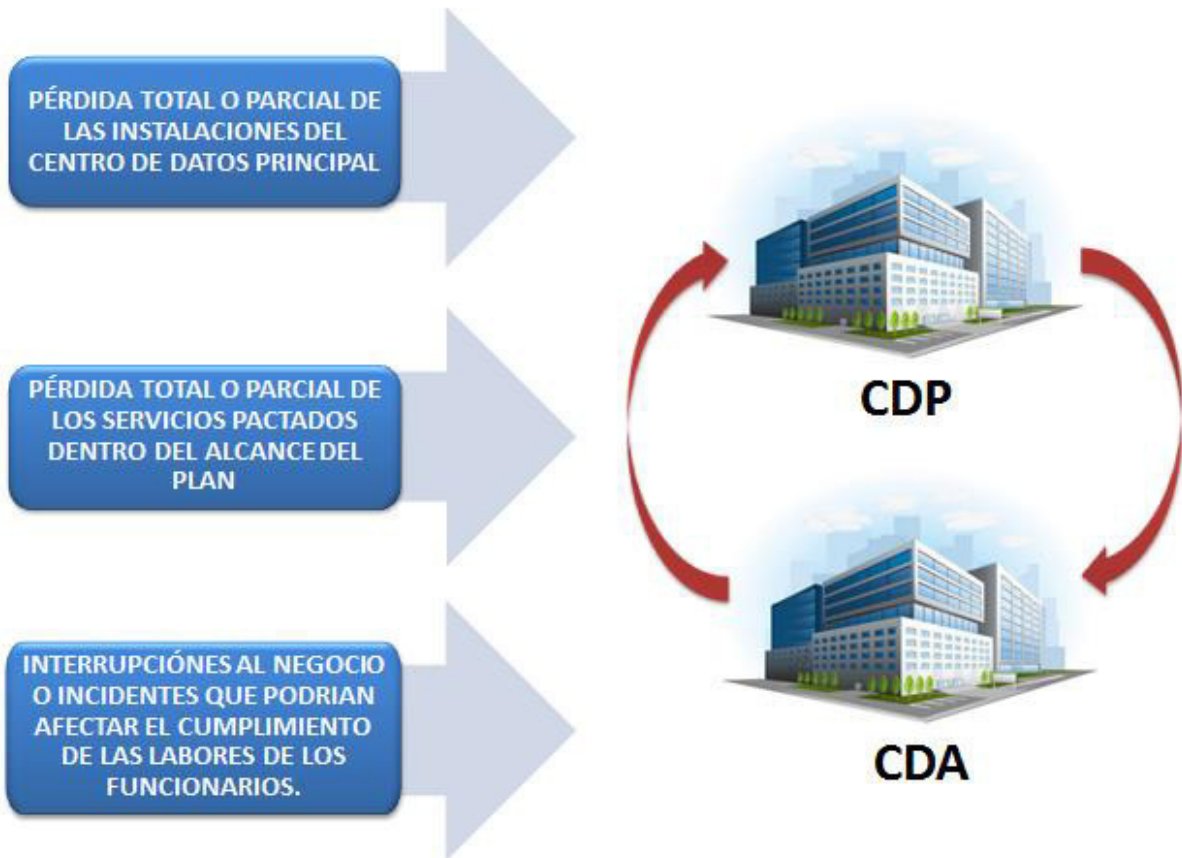 PÉRDIDA TOTAL O PARCIAL DE
LAS INSTALACIONES DEL
CENTRO DE DATOS PRINCIPAL
PÉRDIDA TOTAL O PARCIAL DE
LOS SERVICIOS PACTADOS
DENTRO DEL ALCANCE DEL
PLAN
INTERRUPCIÓNES AL NEGOCIO
O INCIDENTES QUE PODRIAN
AFECTAR EL CUMPLIMIENTO
DE LAS LABORES DE LOS
FUNCIONARIOS.
CDP
CDA